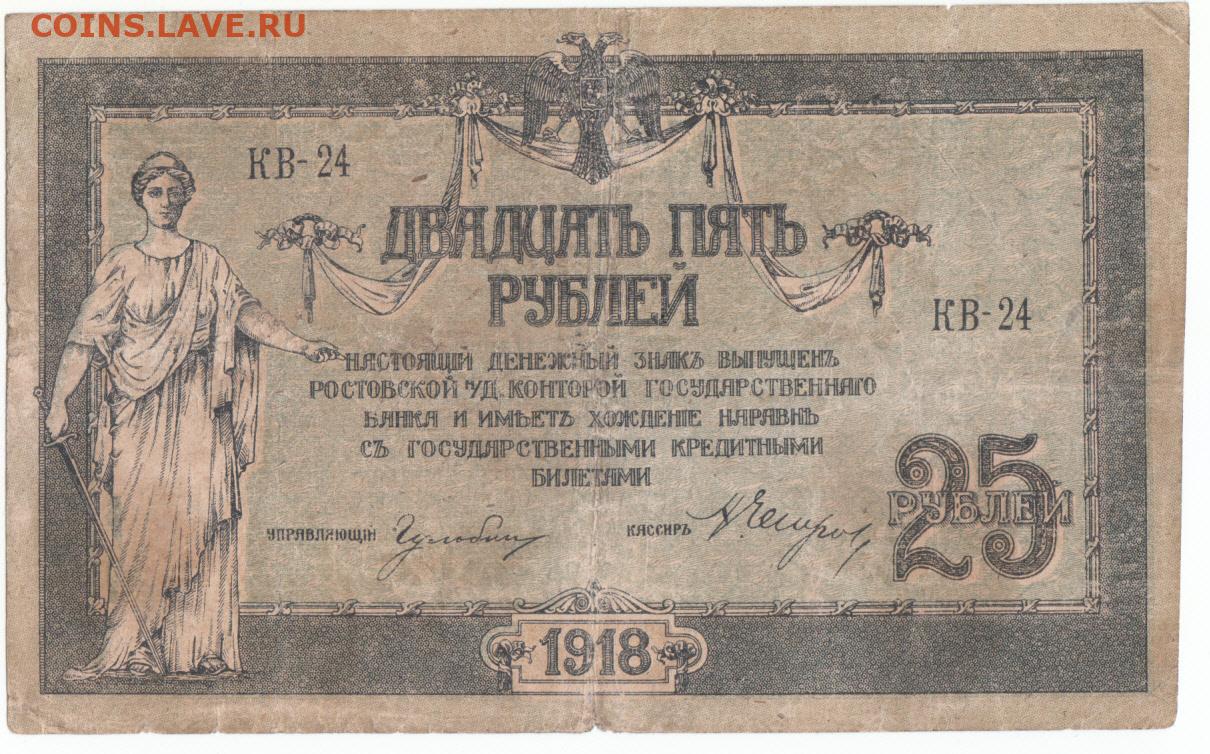 COINS.LAVE.RU
КВ-24
ДВАДЦАТЬ ПЯТЬ
РУБЛЕЙ
КВ-24
НАСТОЯЩІЙ ДЕНЕЖНЫЙ ЗНАКЪ ВЫПУЩЕНЪ
РОСТОВСКОЙ н/Д. КОНТОРОЙ ГОСУДАРСТВЕННАГО
БАНКА И ИМѢЕТЪ ХОЖДЕНІЕ НАРАВНѢ
СЪ ГОСУДАРСТВЕННЫМИ КРЕДИТНЫМИ
БИЛЕТАМИ
25
РУБЛЕЙ
УПРАВЛЯЮЩІЙ
КАССИРЪ
1918